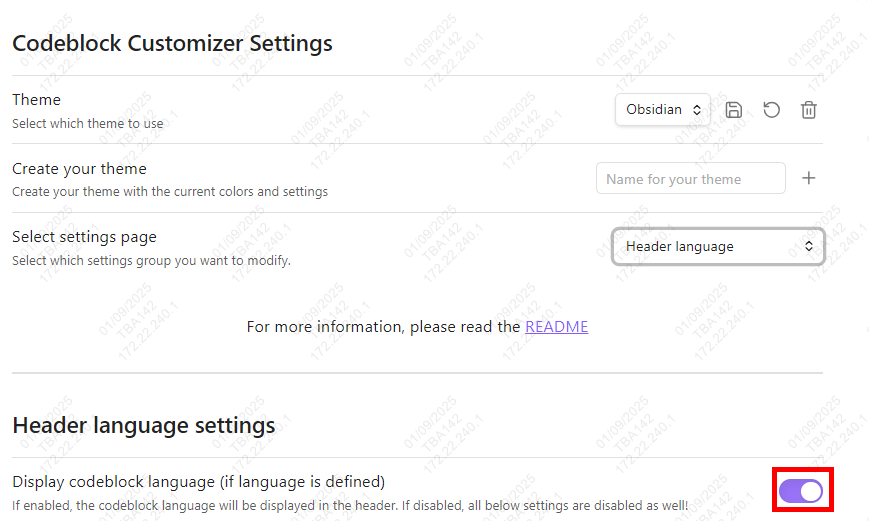 Codeblock Customizer Settings
Theme
Select which theme to use
Obsidian
Create your theme
Create your theme with the current colors and settings
Name for your theme
Select settings page
Select which settings group you want to modify.
Header language
For more information, please read the README
Header language settings
Display codeblock language (if language is defined)
If enabled, the codeblock language will be displayed in the header. If disabled, all below settings are disabled as well!
01/09/2025
TBA142
172.22.240.1